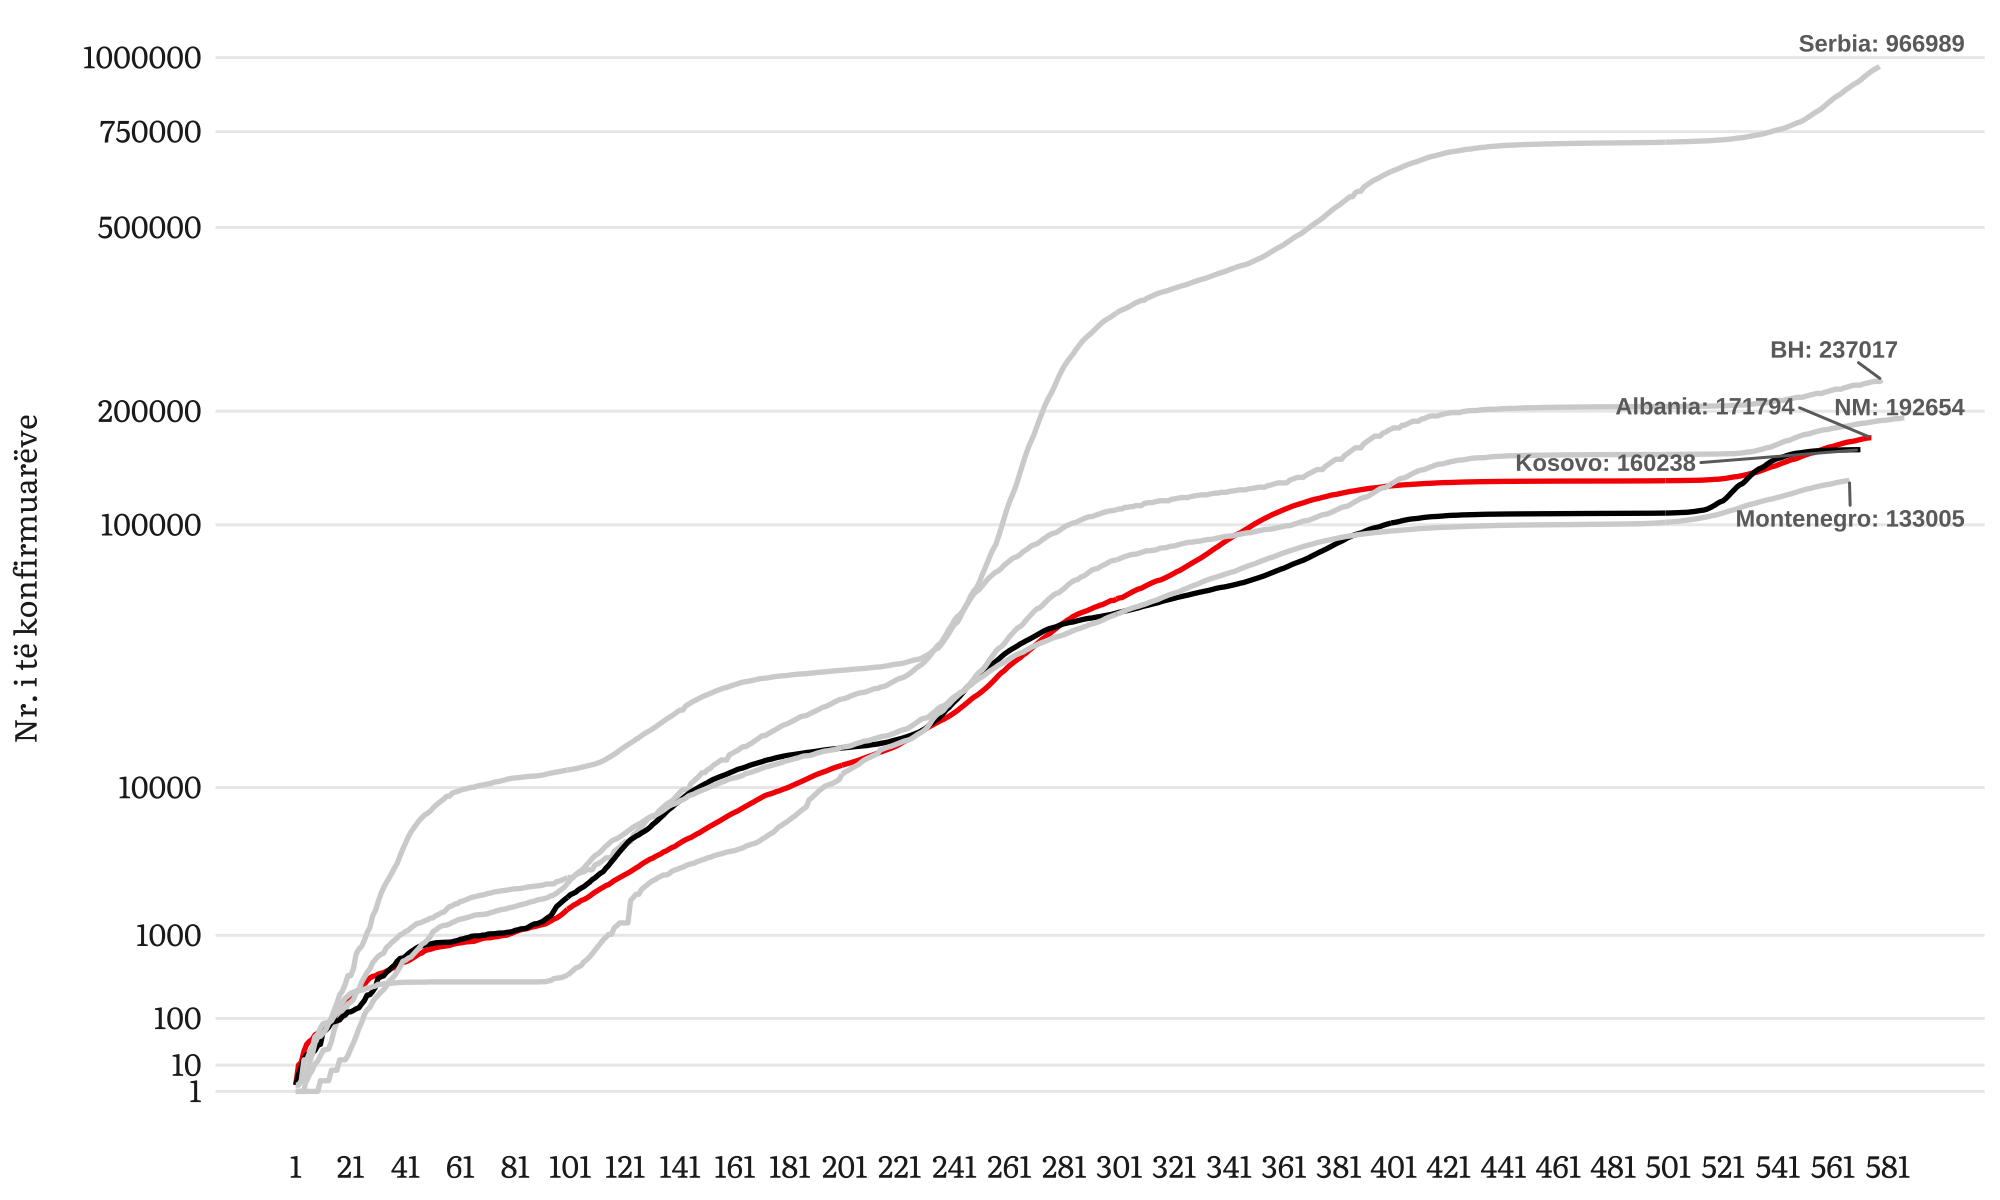 Nr. i të konfirmuarëve
1000000
750000
500000
200000
100000
10000
1000
100
10
1
Serbia: 966989
BH: 237017
Albania: 171794
NM: 192654
Kosovo: 160238
Montenegro: 133005
1 21 41 61 81 101 121 141 161 181 201 221 241 261 281 301 321 341 361 381 401 421 441 461 481 501 521 541 561 581